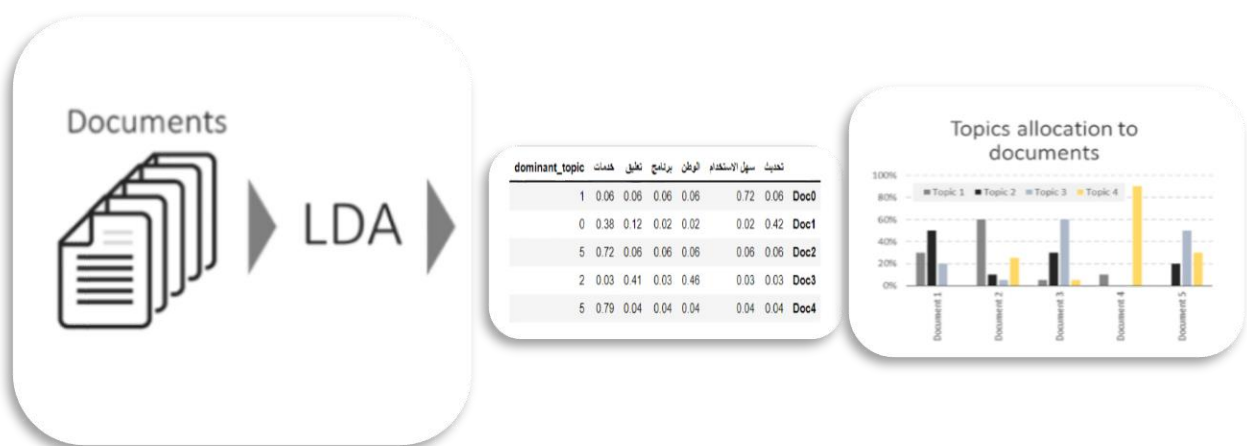 Documents
LDA
dominant_topic خدمات تعليق برنامج الوطن سهل الاستخدام تحديث
1 0.06 0.06 0.06 0.06 0.72 0.06 Doc0
0 0.38 0.12 0.02 0.02 0.02 0.42 Doc1
5 0.72 0.06 0.06 0.06 0.06 0.06 Doc2
2 0.03 0.41 0.03 0.46 0.03 0.03 Doc3
5 0.79 0.04 0.04 0.04 0.04 0.04 Doc4
Topics allocation to
documents
100%
80%
60%
40%
20%
0%
Topic 1 Topic 2 Topic 3 Topic 4
Document 1
Document 2
Document 3
Document 4
Document 5